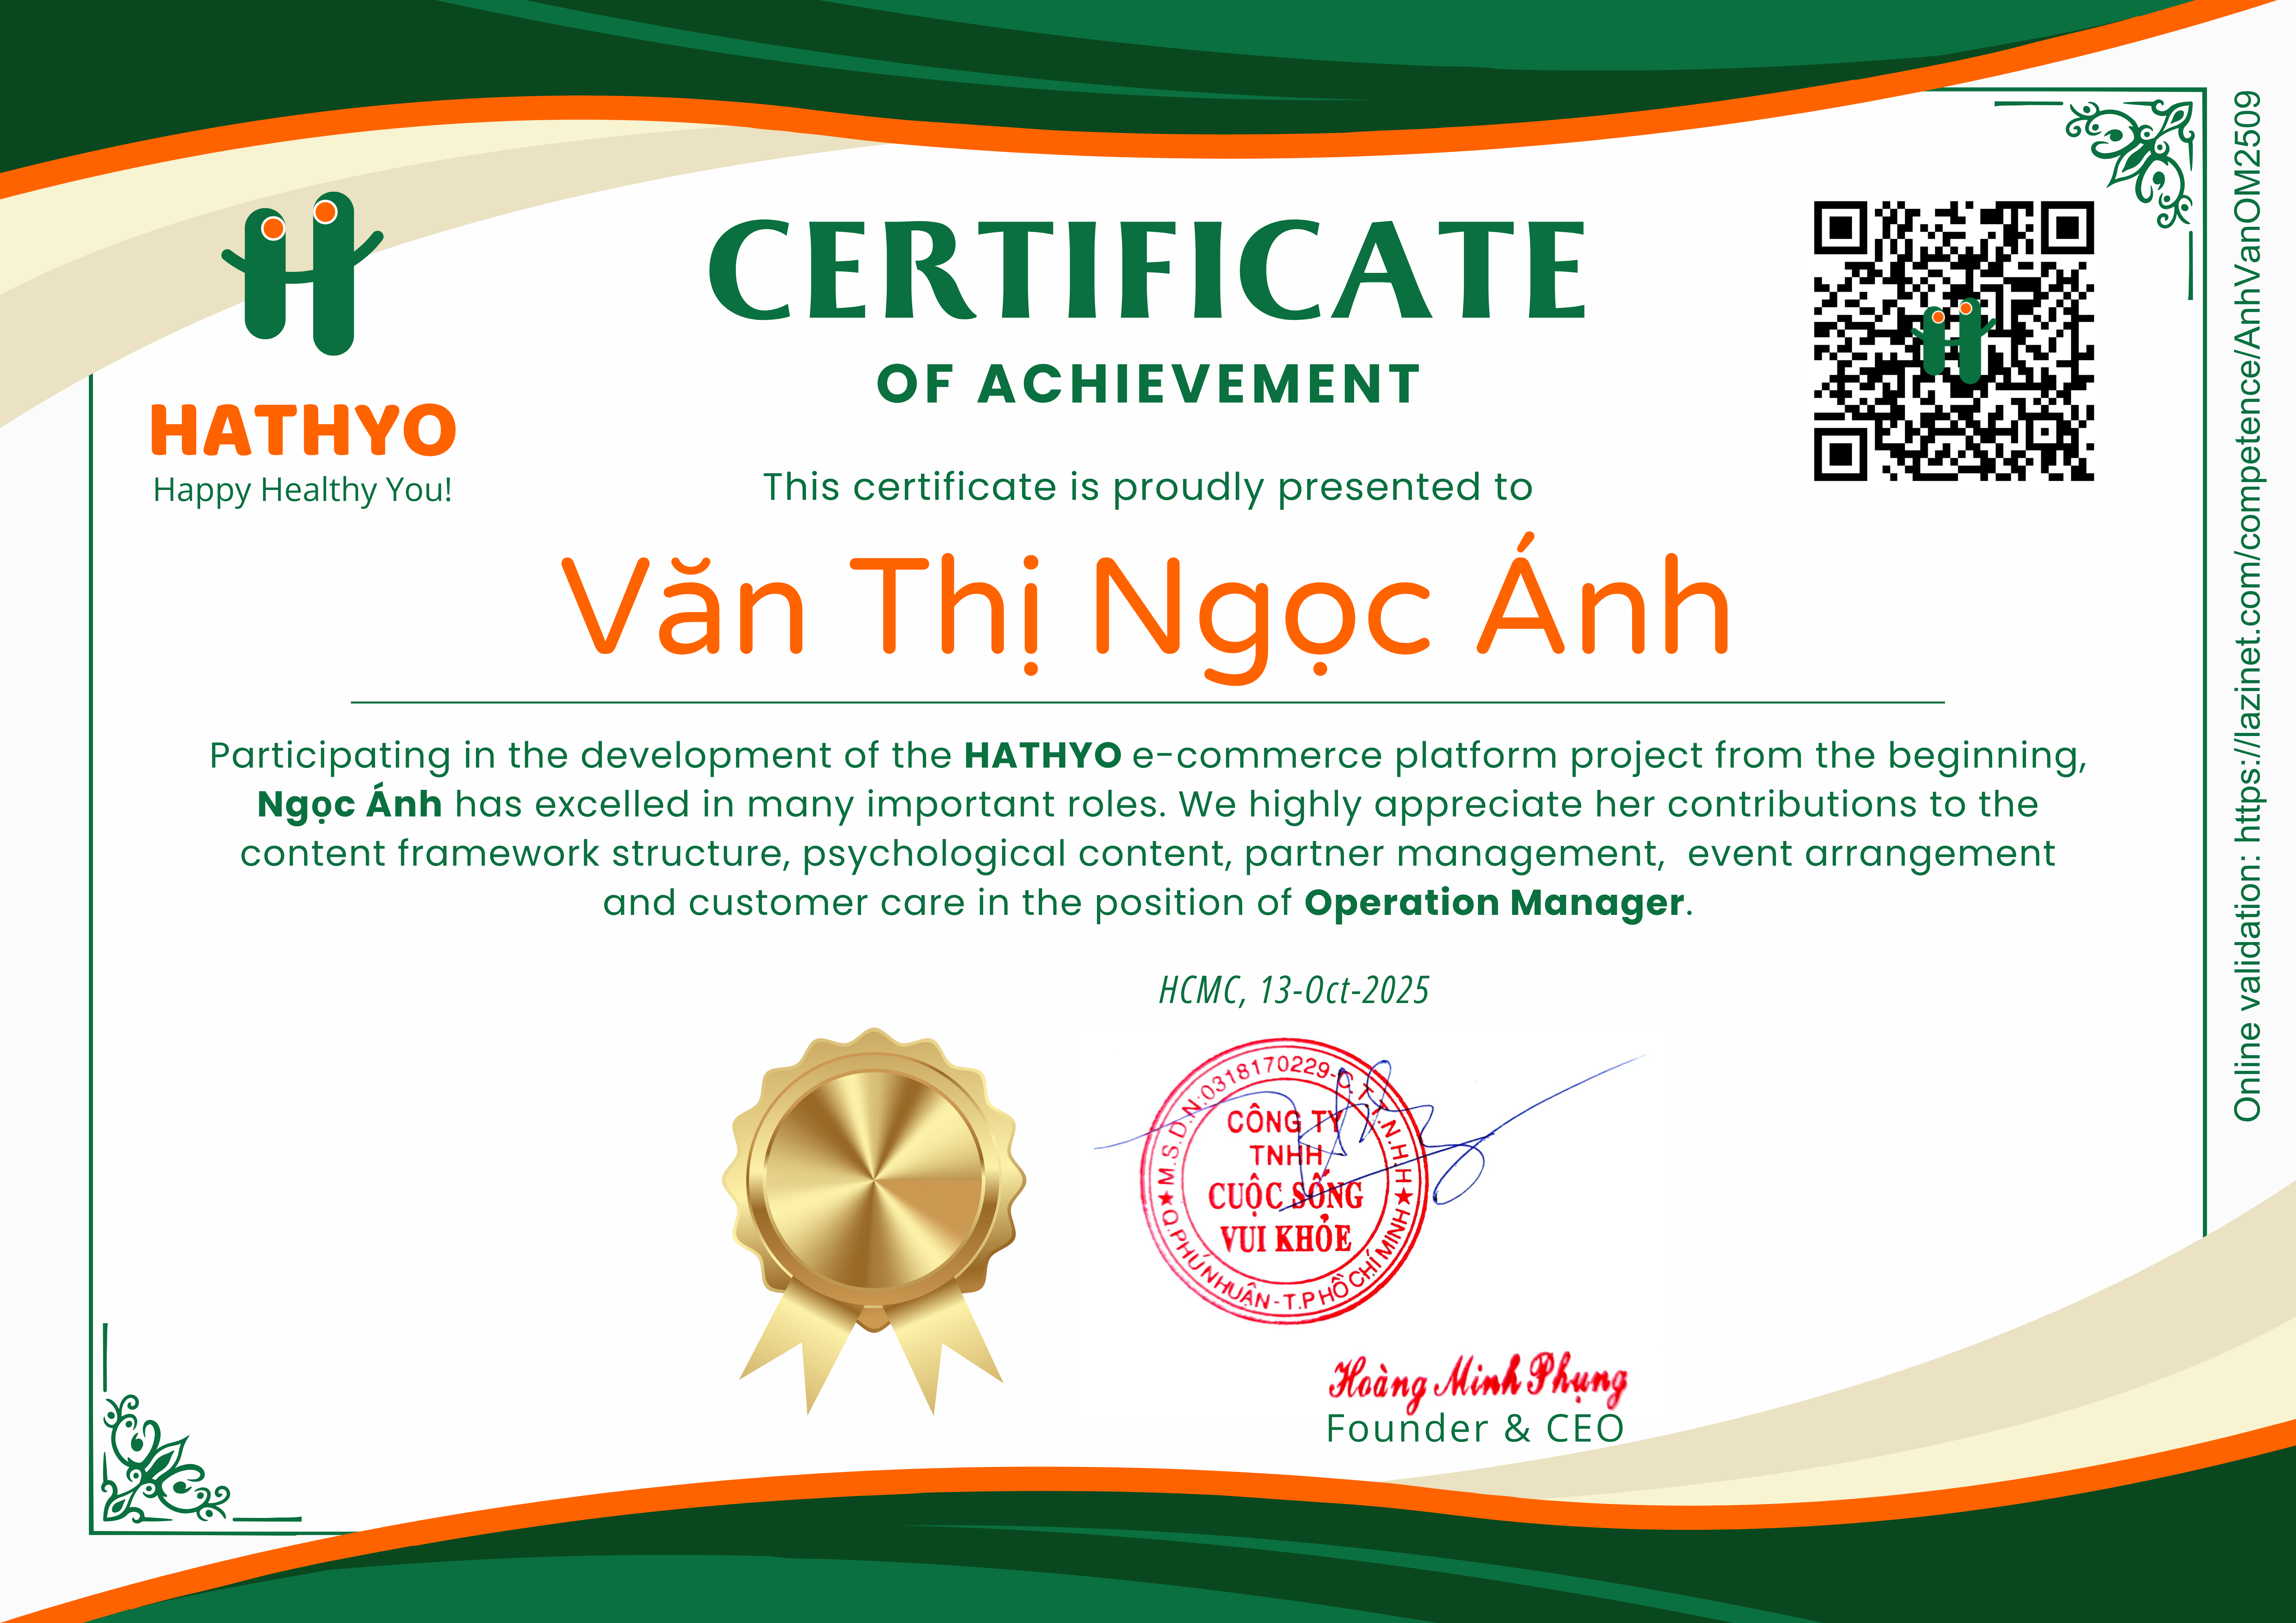 HATHYO
Happy Healthy You!
CERTIFICATE
OF ACHIEVEMENT
This certificate is proudly presented to
Văn Thị Ngọc Ánh
Participating in the development of the HATHYO e-commerce platform project from the beginning,
Ngọc Ánh has excelled in many important roles. We highly appreciate her contributions to the
content framework structure, psychological content, partner management,  event arrangement
and customer care in the position of Operation Manager.
HCMC, 13-Oct-2025
M.S.D.N:0318170229-C.T.T.N.H.H
CÔNG TY
TNHH
CUỘC SỐNG
VUI KHỎE
Q.PHÚ NHUẬN - T.P HỒ CHÍ MINH
Hoàng Minh Phụng
Founder & CEO
Online validation: https://lazinet.com/competence/AnhVanOM2509